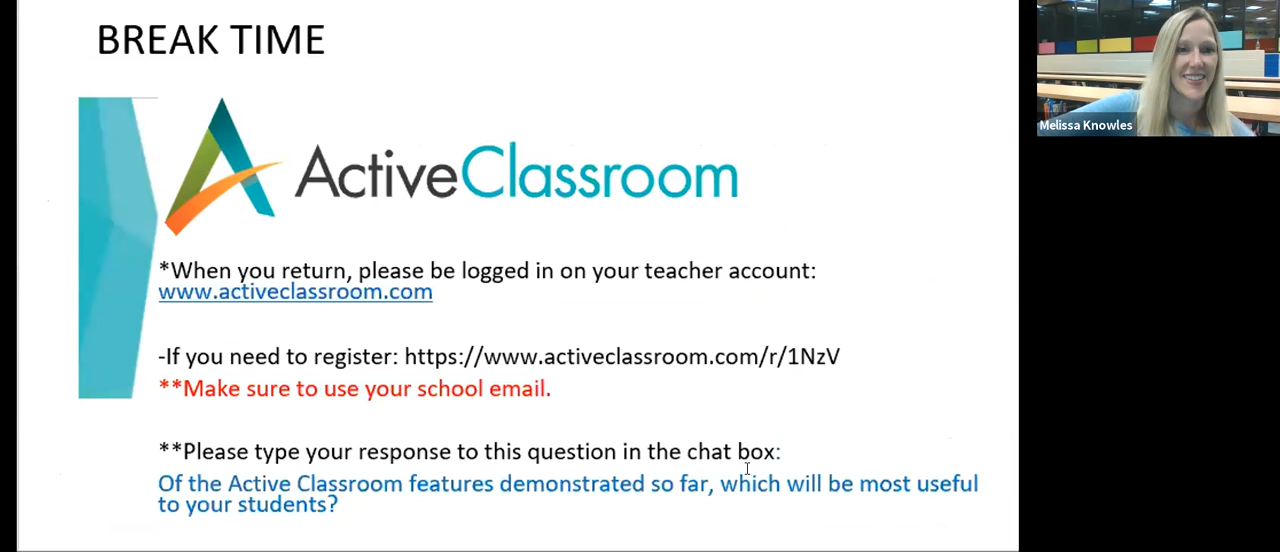 BREAK TIME
ActiveClassroom
*When you return, please be logged in on your teacher account:
www.activeclassroom.com
-If you need to register: https://www.activeclassroom.com/r/1NzV
**Make sure to use your school email.
**Please type your response to this question in the chat box:
Of the Active Classroom features demonstrated so far, which will be most useful
to your students?
Melissa Knowles